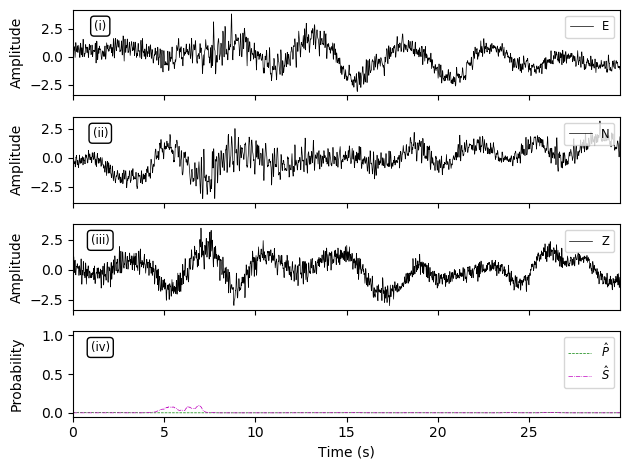 Amplitude
2.5
0.0
−2.5
(i)
E
Amplitude
2.5
0.0
−2.5
(ii)
N
Amplitude
2.5
0.0
−2.5
(iii)
Z
Probability
1.0
0.5
0.0
(iv)
P̂
Ŝ
0 5 10 15 20 25
Time (s)